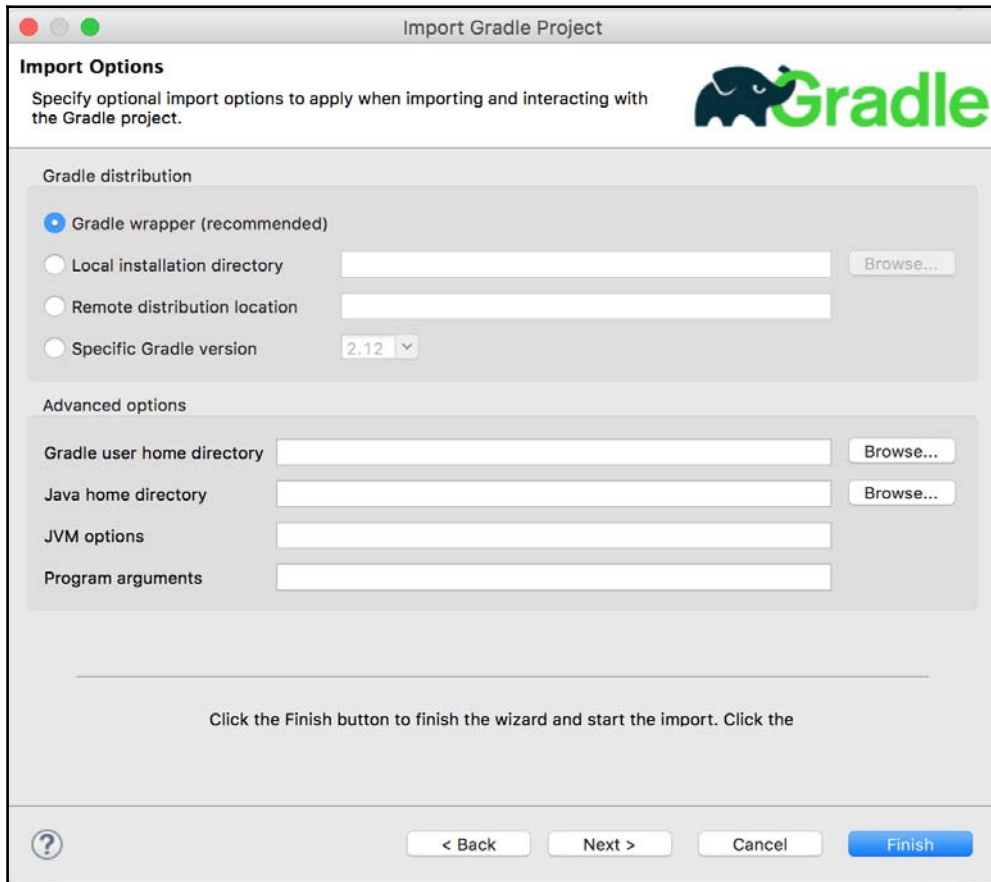 Import Gradle Project
Import Options
Specify optional import options to apply when importing and interacting with
the Gradle project.
Gradle
Gradle distribution
Gradle wrapper (recommended)
Local installation directory
Browse...
Remote distribution location
Specific Gradle version
2.12
Advanced options
Gradle user home directory
Browse...
Java home directory
Browse...
JVM options
Program arguments
Click the Finish button to finish the wizard and start the import. Click the
?
< Back
Next >
Cancel
Finish